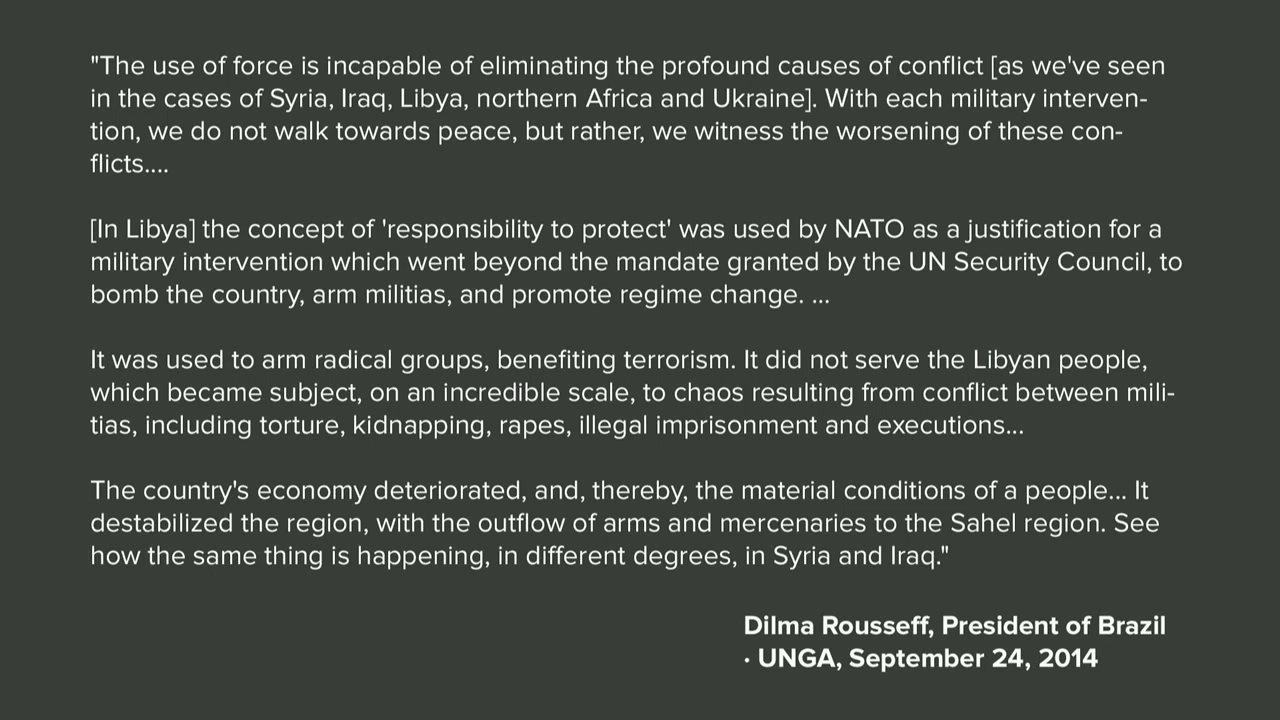 "The use of force is incapable of eliminating the profound causes of conflict [as we've seen
in the cases of Syria, Iraq, Libya, northern Africa and Ukraine]. With each military interven-
tion, we do not walk towards peace, but rather, we witness the worsening of these con-
flicts....
[In Libya] the concept of 'responsibility to protect' was used by NATO as a justification for a
military intervention which went beyond the mandate granted by the UN Security Council, to
bomb the country, arm militias, and promote regime change. ...
It was used to arm radical groups, benefiting terrorism. It did not serve the Libyan people,
which became subject, on an incredible scale, to chaos resulting from conflict between mili-
tias, including torture, kidnapping, rapes, illegal imprisonment and executions...
The country's economy deteriorated, and, thereby, the material conditions of a people... It
destabilized the region, with the outflow of arms and mercenaries to the Sahel region. See
how the same thing is happening, in different degrees, in Syria and Iraq."
Dilma Rousseff, President of Brazil
· UNGA, September 24, 2014